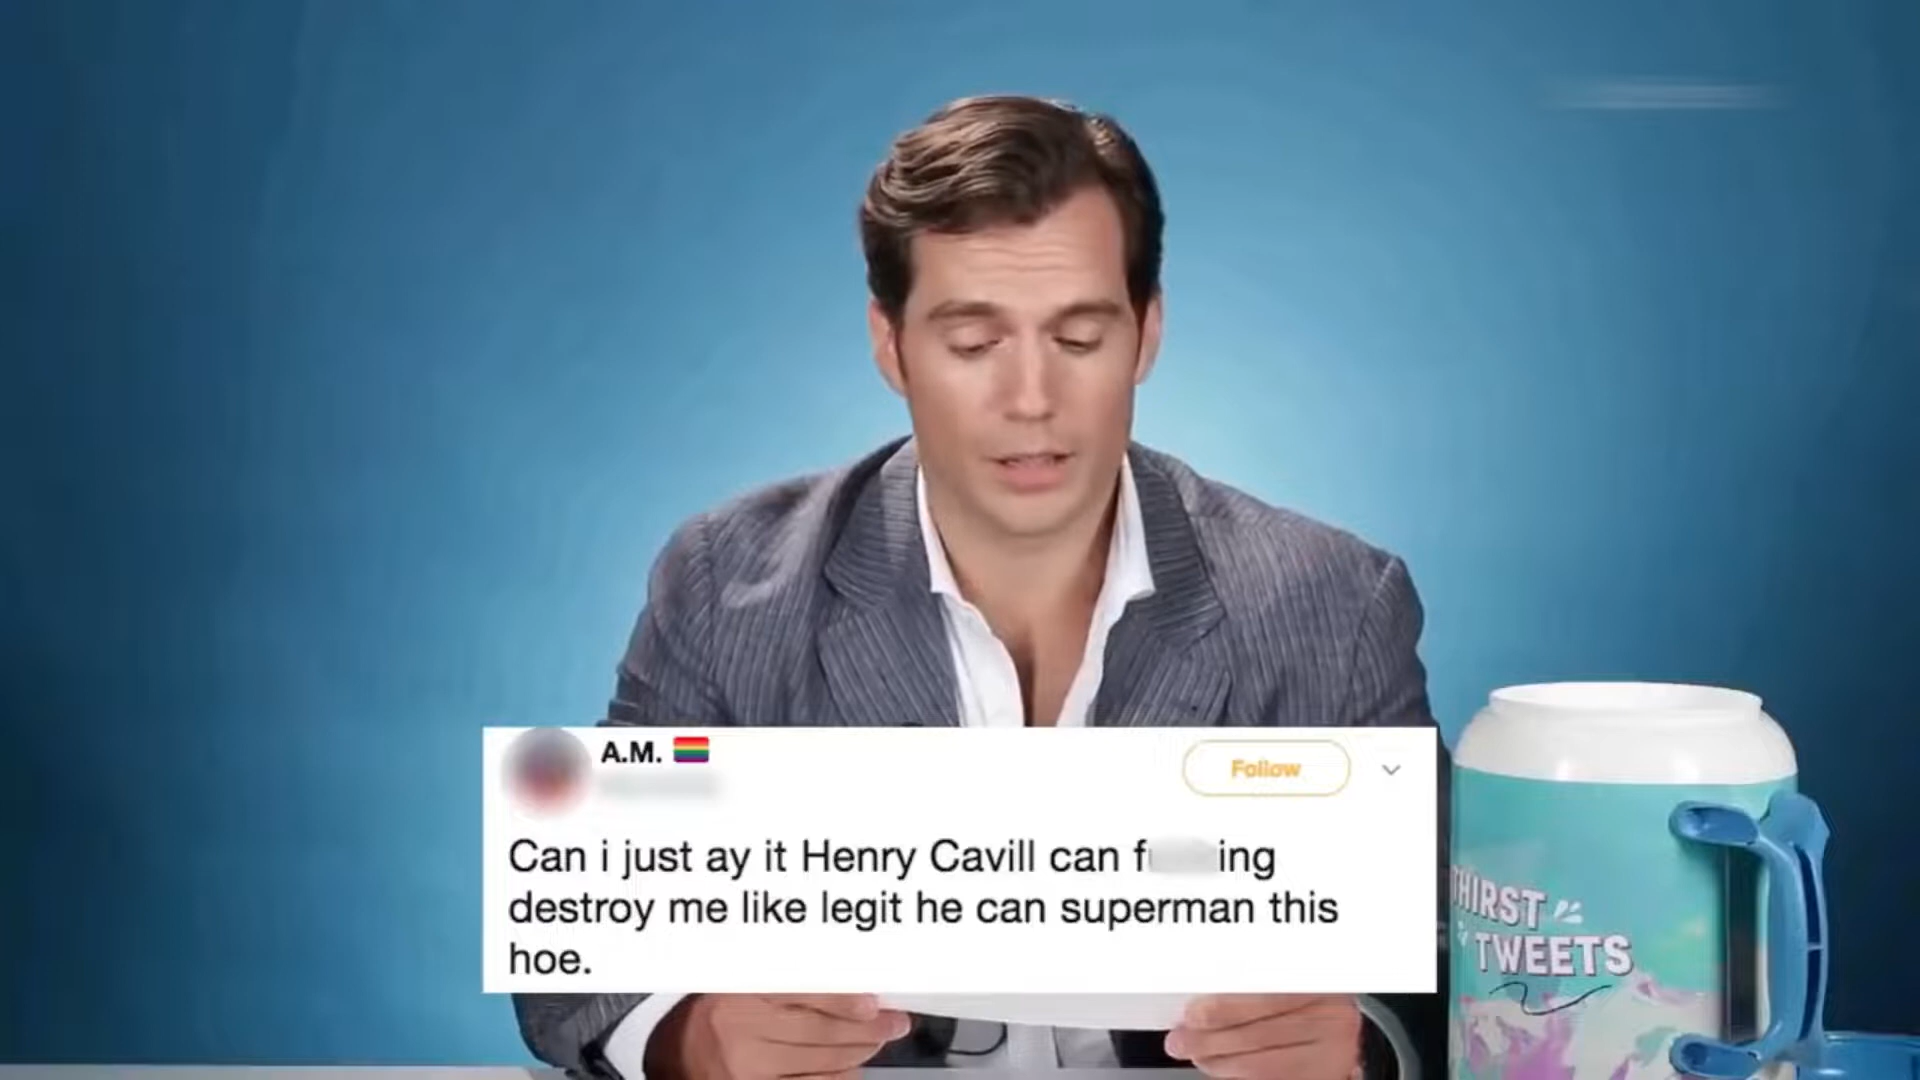 A.M.
Follow
Can i just ay it Henry Cavill can f ing
destroy me like legit he can superman this
hoe.
THIRST
TWEETS